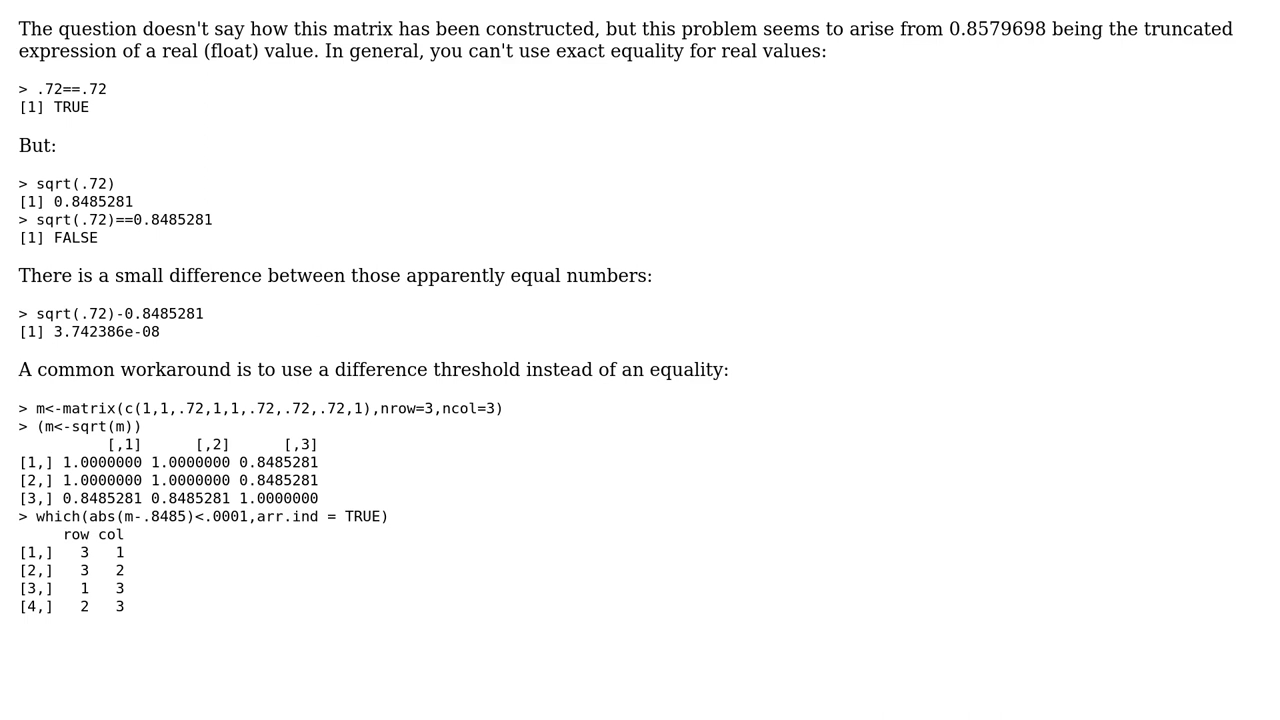 The question doesn't say how this matrix has been constructed, but this problem seems to arise from 0.8579698 being the truncated
expression of a real (float) value. In general, you can't use exact equality for real values:
> .72==.72
[1] TRUE
But:
> sqrt(.72)
[1] 0.8485281
> sqrt(.72)==0.8485281
[1] FALSE
There is a small difference between those apparently equal numbers:
> sqrt(.72)-0.8485281
[1] 3.742386e-08
A common workaround is to use a difference threshold instead of an equality:
> m<-matrix(c(1,1,.72,1,1,.72,.72,.72,1),nrow=3,ncol=3)
> (m<-sqrt(m))
          [,1]      [,2]      [,3]
[1,] 1.0000000 1.0000000 0.8485281
[2,] 1.0000000 1.0000000 0.8485281
[3,] 0.8485281 0.8485281 1.0000000
> which(abs(m-.8485)<.0001,arr.ind = TRUE)
     row col
[1,]   3   1
[2,]   3   2
[3,]   1   3
[4,]   2   3